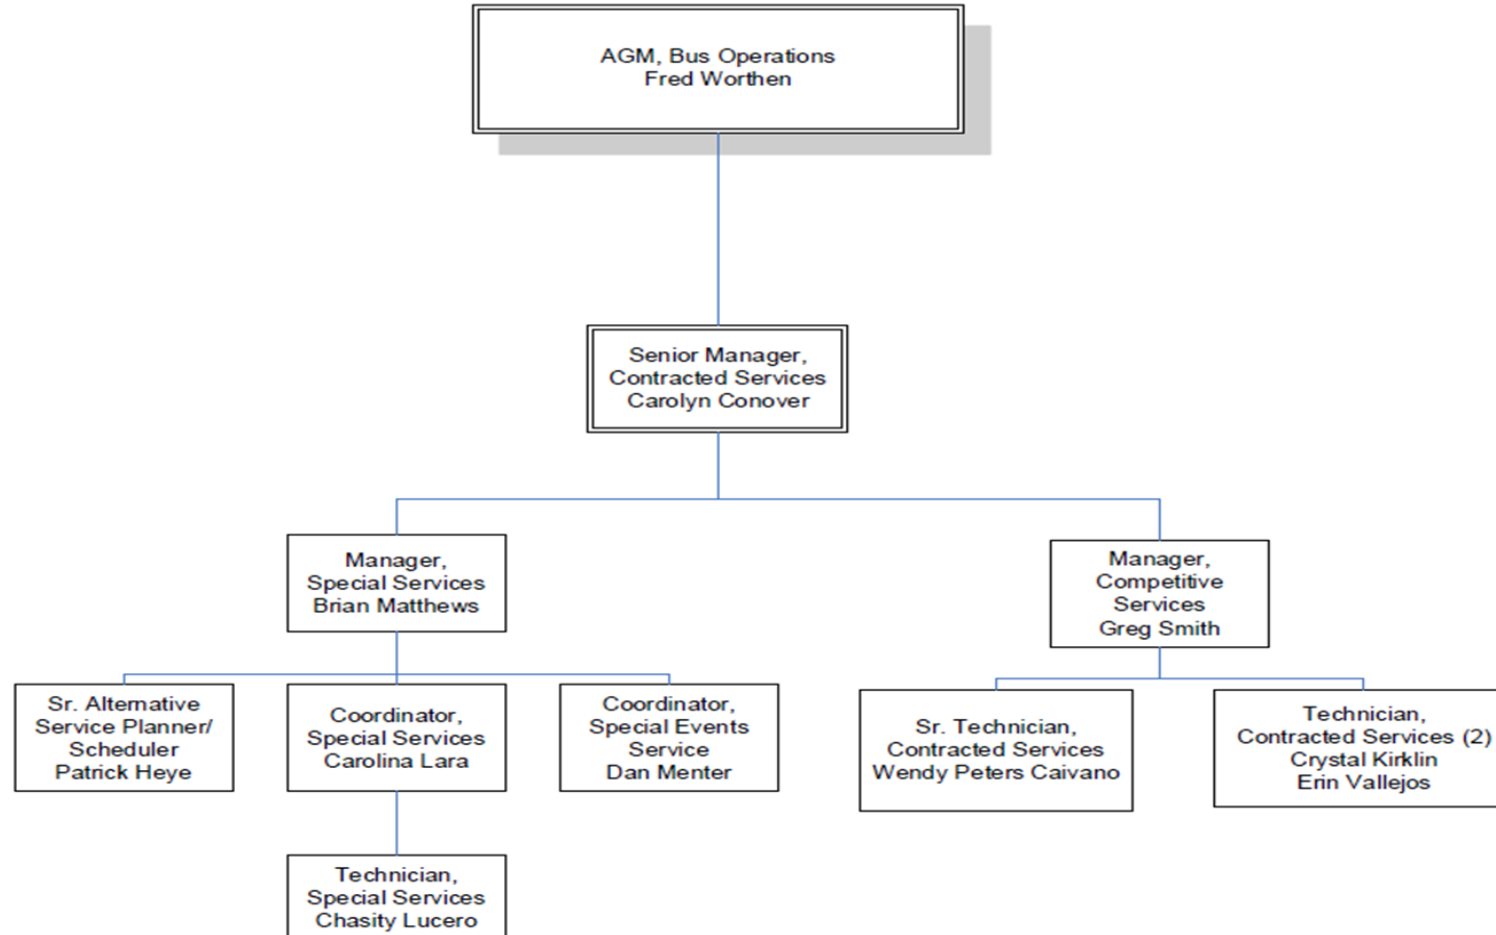 AGM, Bus Operations
Fred Worthen
Senior Manager,
Contracted Services
Carolyn Conover
Manager,
Special Services
Brian Matthews
Manager,
Competitive
Services
Greg Smith
Sr. Alternative
Service Planner/
Scheduler
Patrick Heye
Coordinator,
Special Services
Carolina Lara
Coordinator,
Special Events
Service
Dan Menter
Sr. Technician,
Contracted Services
Wendy Peters Caivano
Technician,
Contracted Services (2)
Crystal Kirklin
Erin Vallejos
Technician,
Special Services
Chasity Lucero